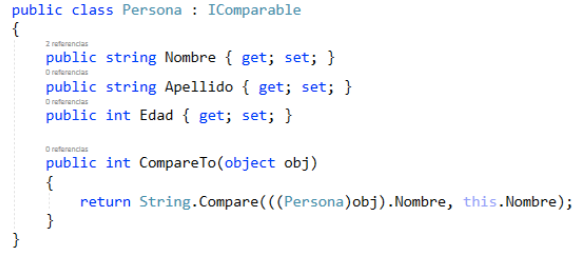 public class Persona : IComparable
{
2 referencias
public string Nombre { get; set; }
0 referencias
public string Apellido { get; set; }
0 referencias
public int Edad { get; set; }
0 referencias
public int CompareTo(object obj)
{
return String.Compare(((Persona)obj).Nombre, this.Nombre);
}
}